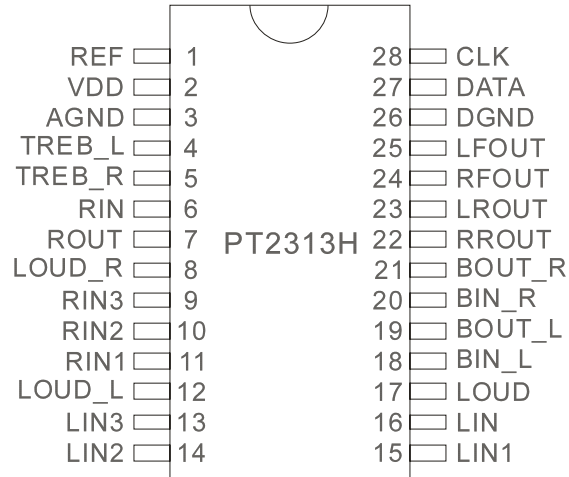 REF 1 28 CLK
VDD 2 27 DATA
AGND 3 26 DGND
TREB_L 4 25 LFOUT
TREB_R 5 24 RFOUT
RIN 6 23 LROUT
ROUT 7 PT2313H 22 RROUT
LOUD_R 8 21 BOUT_R
RIN3 9 20 BIN_R
RIN2 10 19 BOUT_L
RIN1 11 18 BIN_L
LOUD_L 12 17 LOUD
LIN3 13 16 LIN
LIN2 14 15 LIN1